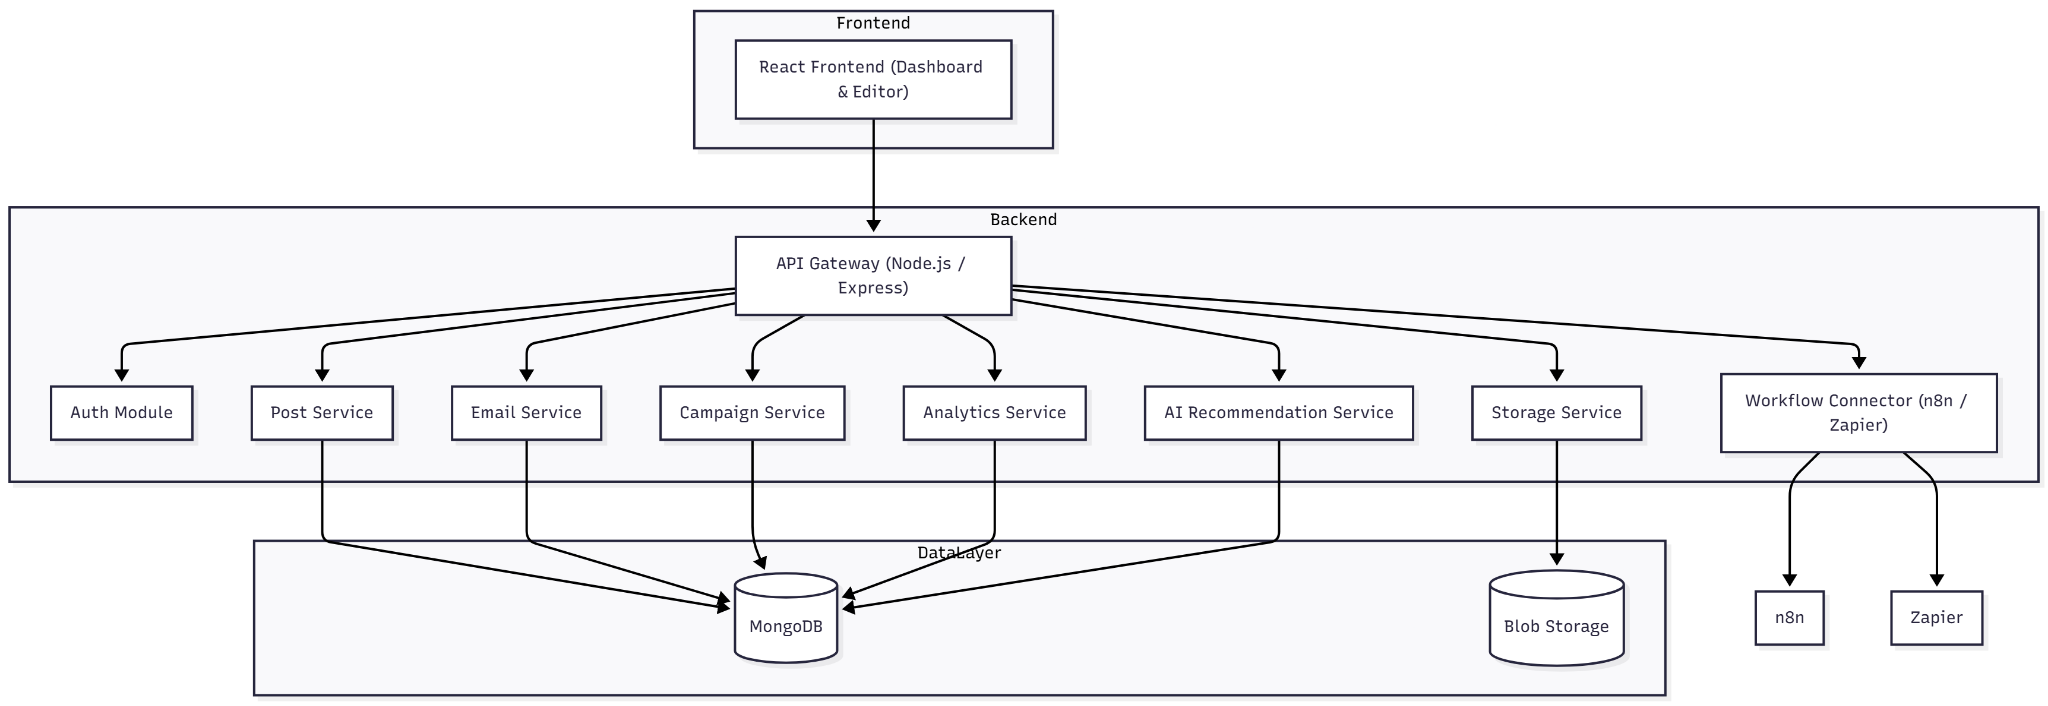 Frontend
React Frontend (Dashboard
& Editor)
Backend
API Gateway (Node.js /
Express)
Auth Module
Post Service
Email Service
Campaign Service
Analytics Service
AI Recommendation Service
Storage Service
Workflow Connector (n8n /
Zapier)
DataLayer
MongoDB
Blob Storage
n8n
Zapier